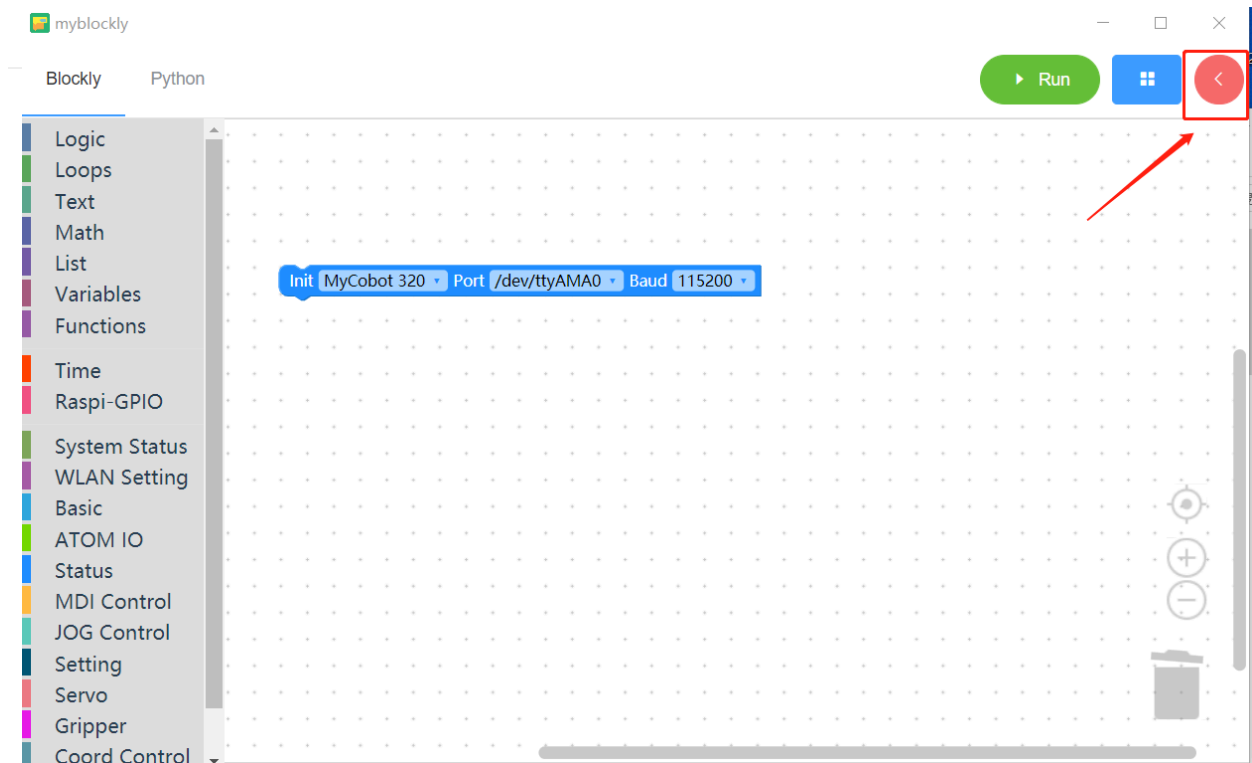 myblockly
Blockly Python Run
Logic
Loops
Text
Math
List
Variables
Functions
Time
Raspi-GPIO
System Status
WLAN Setting
Basic
ATOM IO
Status
MDI Control
JOG Control
Setting
Servo
Gripper
Coord Control
Init MyCobot 320 Port /dev/ttyAMA0 Baud 115200